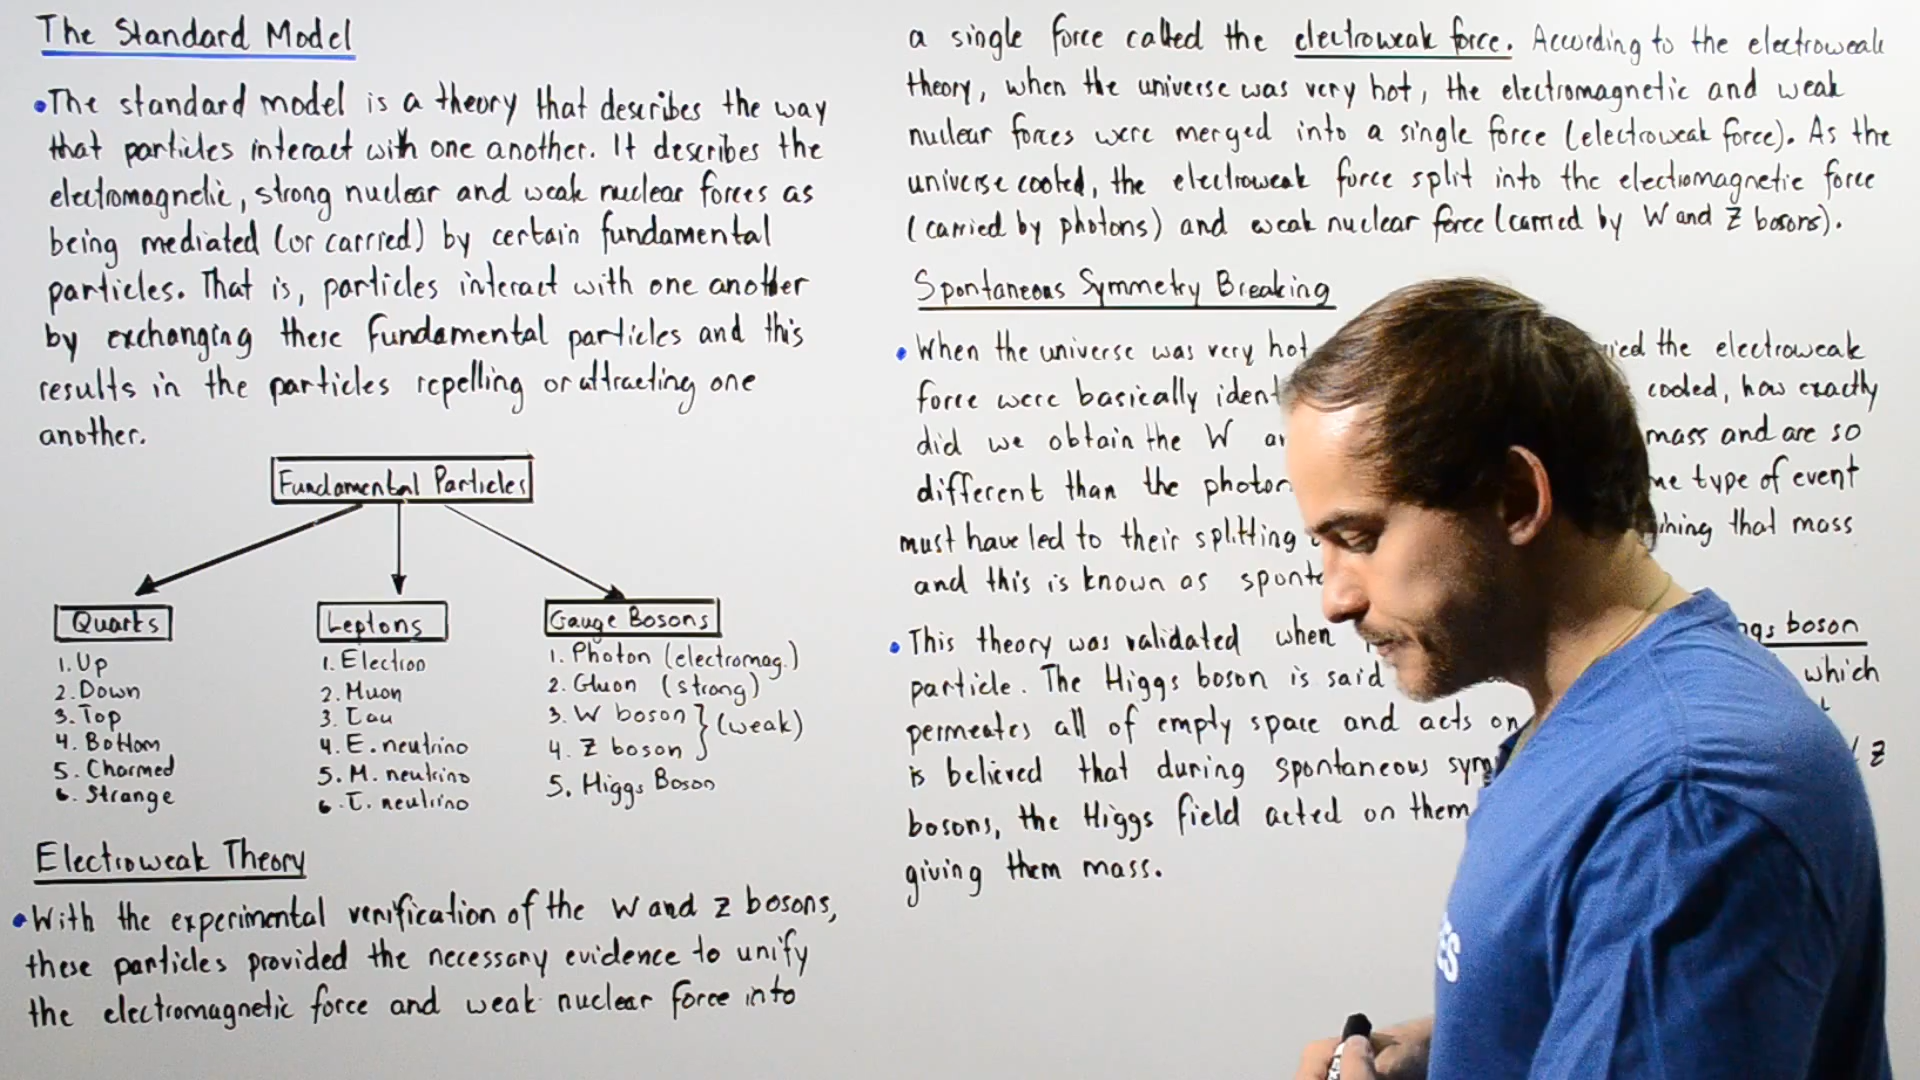 The Standard Model
• The standard model is a theory that describes the way
that particles interact with one another. It describes the
electromagnetic, strong nuclear and weak nuclear forces as
being mediated (or carried) by certain fundamental
particles. That is, particles interact with one another
by exchanging these fundamental particles and this
results in the particles repelling or attracting one
another.
Fundamental Particles
Quarks
1. Up
2. Down
3. Top
4. Bottom
5. Charmed
6. Strange
Leptons
1. Electron
2. Muon
3. Tau
4. E. neutrino
5. M. neutrino
6. T. neutrino
Gauge Bosons
1. Photon (electromag.)
2. Gluon (strong)
3. W boson } (weak)
4. Z boson
5. Higgs Boson
Electroweak Theory
• With the experimental verification of the W and Z bosons,
these particles provided the necessary evidence to unify
the electromagnetic force and weak nuclear force into
a single force called the electroweak force. According to the electroweak
theory, when the universe was very hot, the electromagnetic and weak
nuclear forces were merged into a single force (electroweak force). As the
universe cooled, the electroweak force split into the electromagnetic force
(carried by photons) and weak nuclear force (carried by W and Z bosons).
Spontaneous Symmetry Breaking
• When the universe was very hot the electroweak
force were basically cooled, how exactly
did we obtain the W mass and are so
different than the type of event
must have led to their splitting that mass
and this is known as
• This theory was validated when boson
particle. The Higgs boson is said which
permeates all of empty space and acts on
is believed that during spontaneous Z
bosons, the Higgs field acted on them
giving them mass.